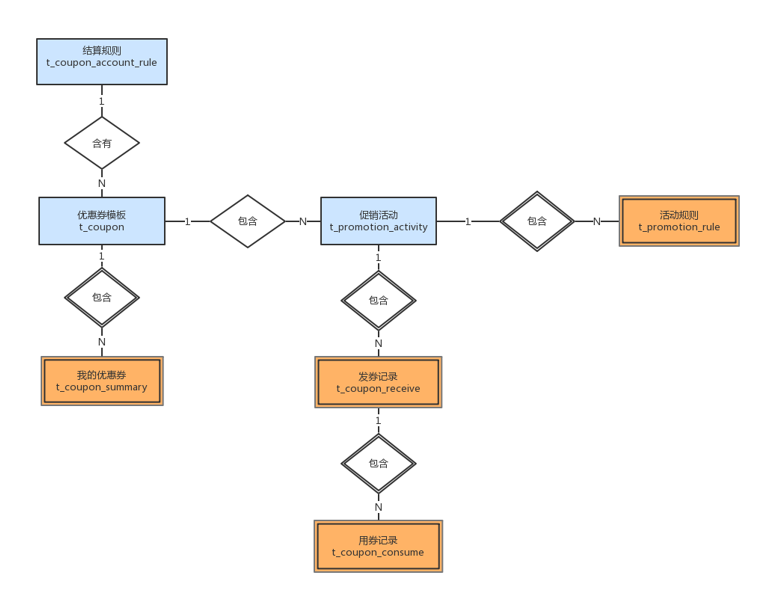 结算规则
t_coupon_account_rule
1
含有
N
优惠券模板
t_coupon
1
包含
N
促销活动
t_promotion_activity
1
包含
N
活动规则
t_promotion_rule
1
包含
N
我的优惠券
t_coupon_summary
1
包含
N
发券记录
t_coupon_receive
1
包含
N
用券记录
t_coupon_consume